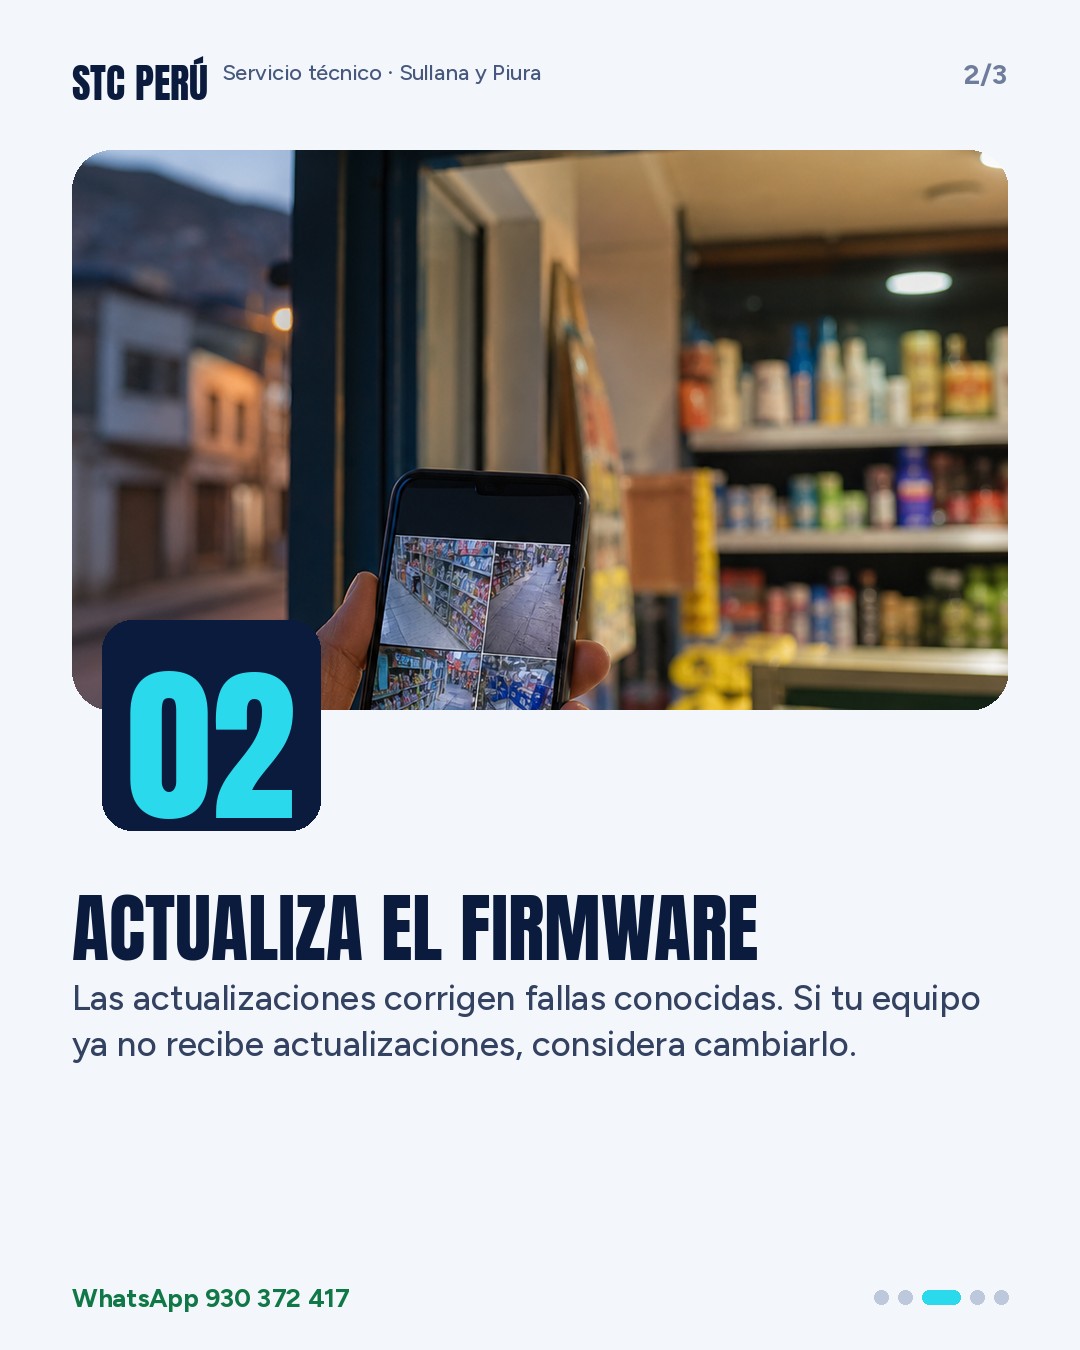 STC PERÚ Servicio técnico · Sullana y Piura
2/3
02
ACTUALIZA EL FIRMWARE
Las actualizaciones corrigen fallas conocidas. Si tu equipo
ya no recibe actualizaciones, considera cambiarlo.
WhatsApp 930 372 417